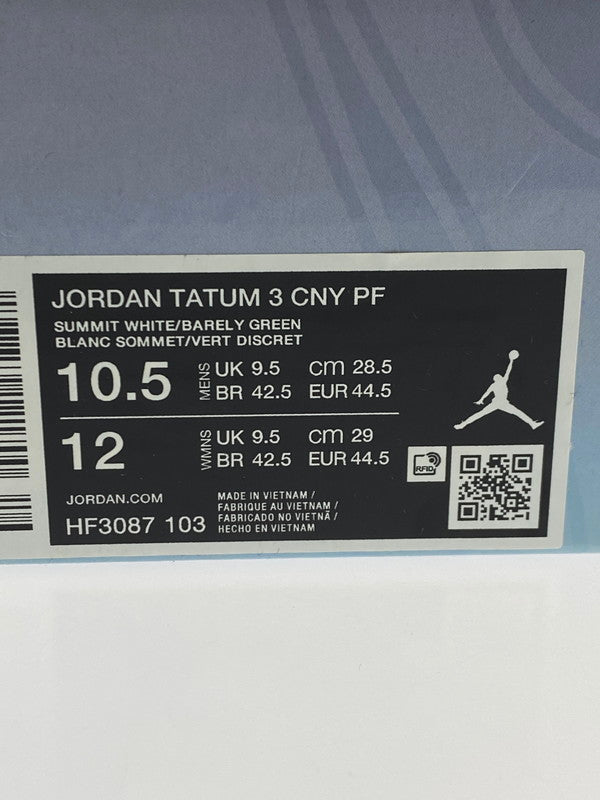 JORDAN TATUM 3 CNY PF
SUMMIT WHITE/BARELY GREEN
BLANC SOMMET/VERT DISCRET
10.5 MENS UK 9.5 cm 28.5
BR 42.5 EUR 44.5
12 WMNS UK 9.5 cm 29
BR 42.5 EUR 44.5
RFID
JORDAN.COM
HF3087 103
MADE IN VIETNAM /
FABRIQUE AU VIETNAM /
FABRICADO NO VIETNÃ /
HECHO EN VIETNAM